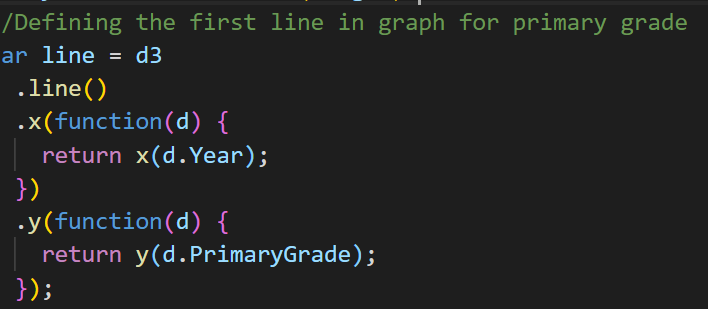 /Defining the first line in graph for primary grade
ar line = d3
.line()
.x(function(d) {
return x(d.Year);
})
.y(function(d) {
return y(d.PrimaryGrade);
});